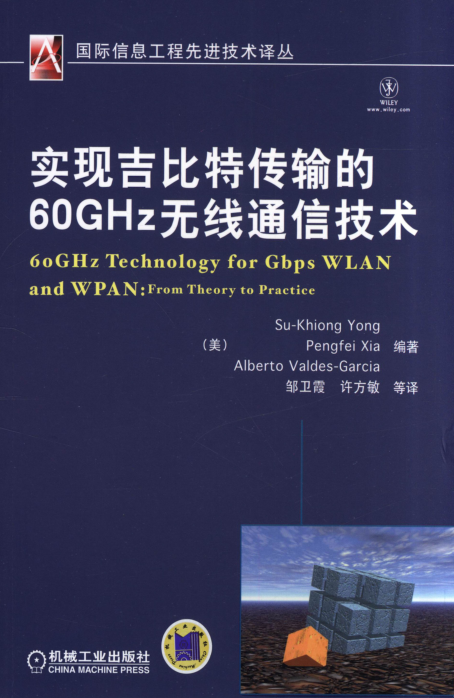 国际信息工程先进技术译丛
WILEY
www.wiley.com
实现吉比特传输的
60GHz无线通信技术
60GHz Technology for Gbps WLAN
and WPAN: From Theory to Practice
Su-Khiong Yong
(美) Pengfei Xia 编著
Alberto Valdes-Garcia
邹卫霞 许方敏 等译
机械工业出版社
CHINA MACHINE PRESS